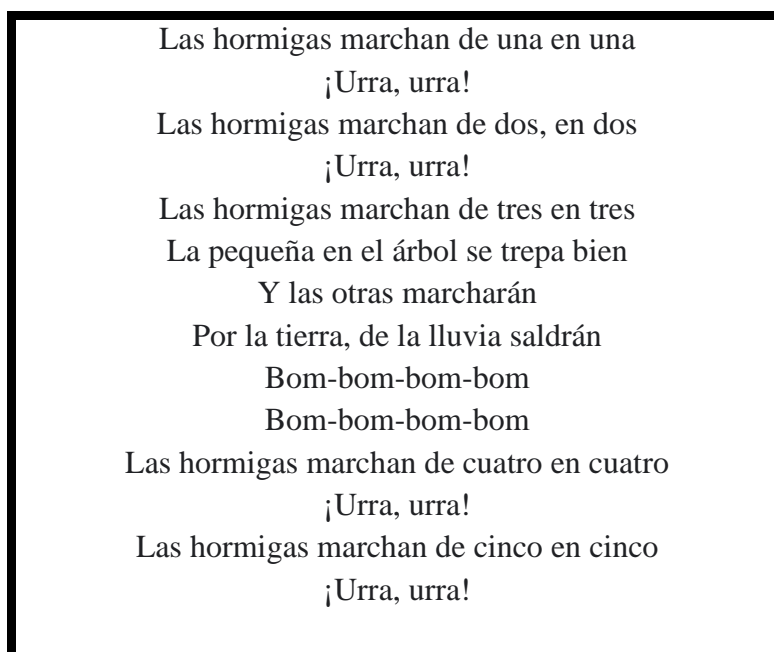 Las hormigas marchan de una en una
¡Urra, urra!
Las hormigas marchan de dos, en dos
¡Urra, urra!
Las hormigas marchan de tres en tres
La pequeña en el árbol se trepa bien
Y las otras marcharán
Por la tierra, de la lluvia saldrán
Bom-bom-bom-bom
Bom-bom-bom-bom
Las hormigas marchan de cuatro en cuatro
¡Urra, urra!
Las hormigas marchan de cinco en cinco
¡Urra, urra!